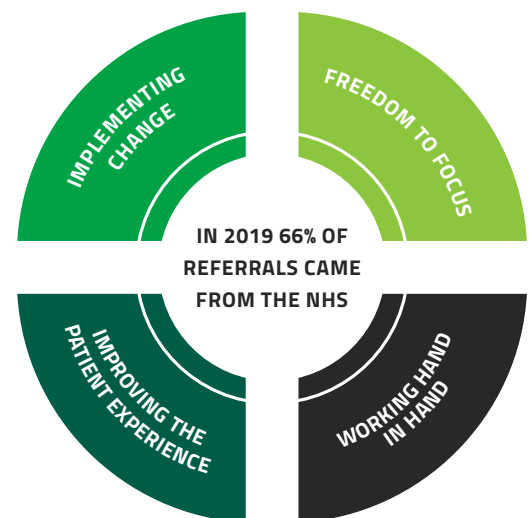 IMPLEMENTING
CHANGE
FREEDOM TO FOCUS
IN 2019 66% OF
REFERRALS CAME
FROM THE NHS
IMPROVING THE
PATIENT EXPERIENCE
WORKING HAND
IN HAND